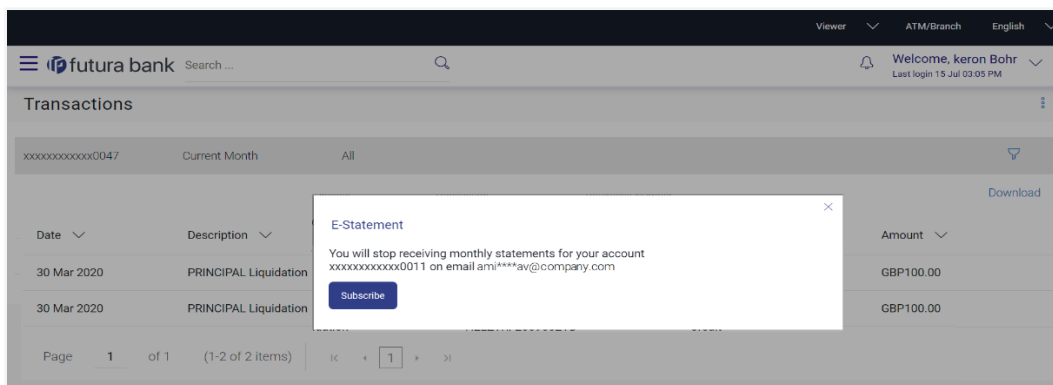 Viewer ATM/Branch English
futura bank Search ... Welcome, keron Bohr
Last login 15 Jul 03:05 PM
Transactions
xxxxxxxxxxxx0047 Current Month All
Download
E-Statement
Date Description Amount
You will stop receiving monthly statements for your account
xxxxxxxxxxxx0011 on email ami****av@company.com
30 Mar 2020 PRINCIPAL Liquidation GBP100.00
Subscribe
30 Mar 2020 PRINCIPAL Liquidation GBP100.00
Page 1 of 1 (1-2 of 2 items) 1